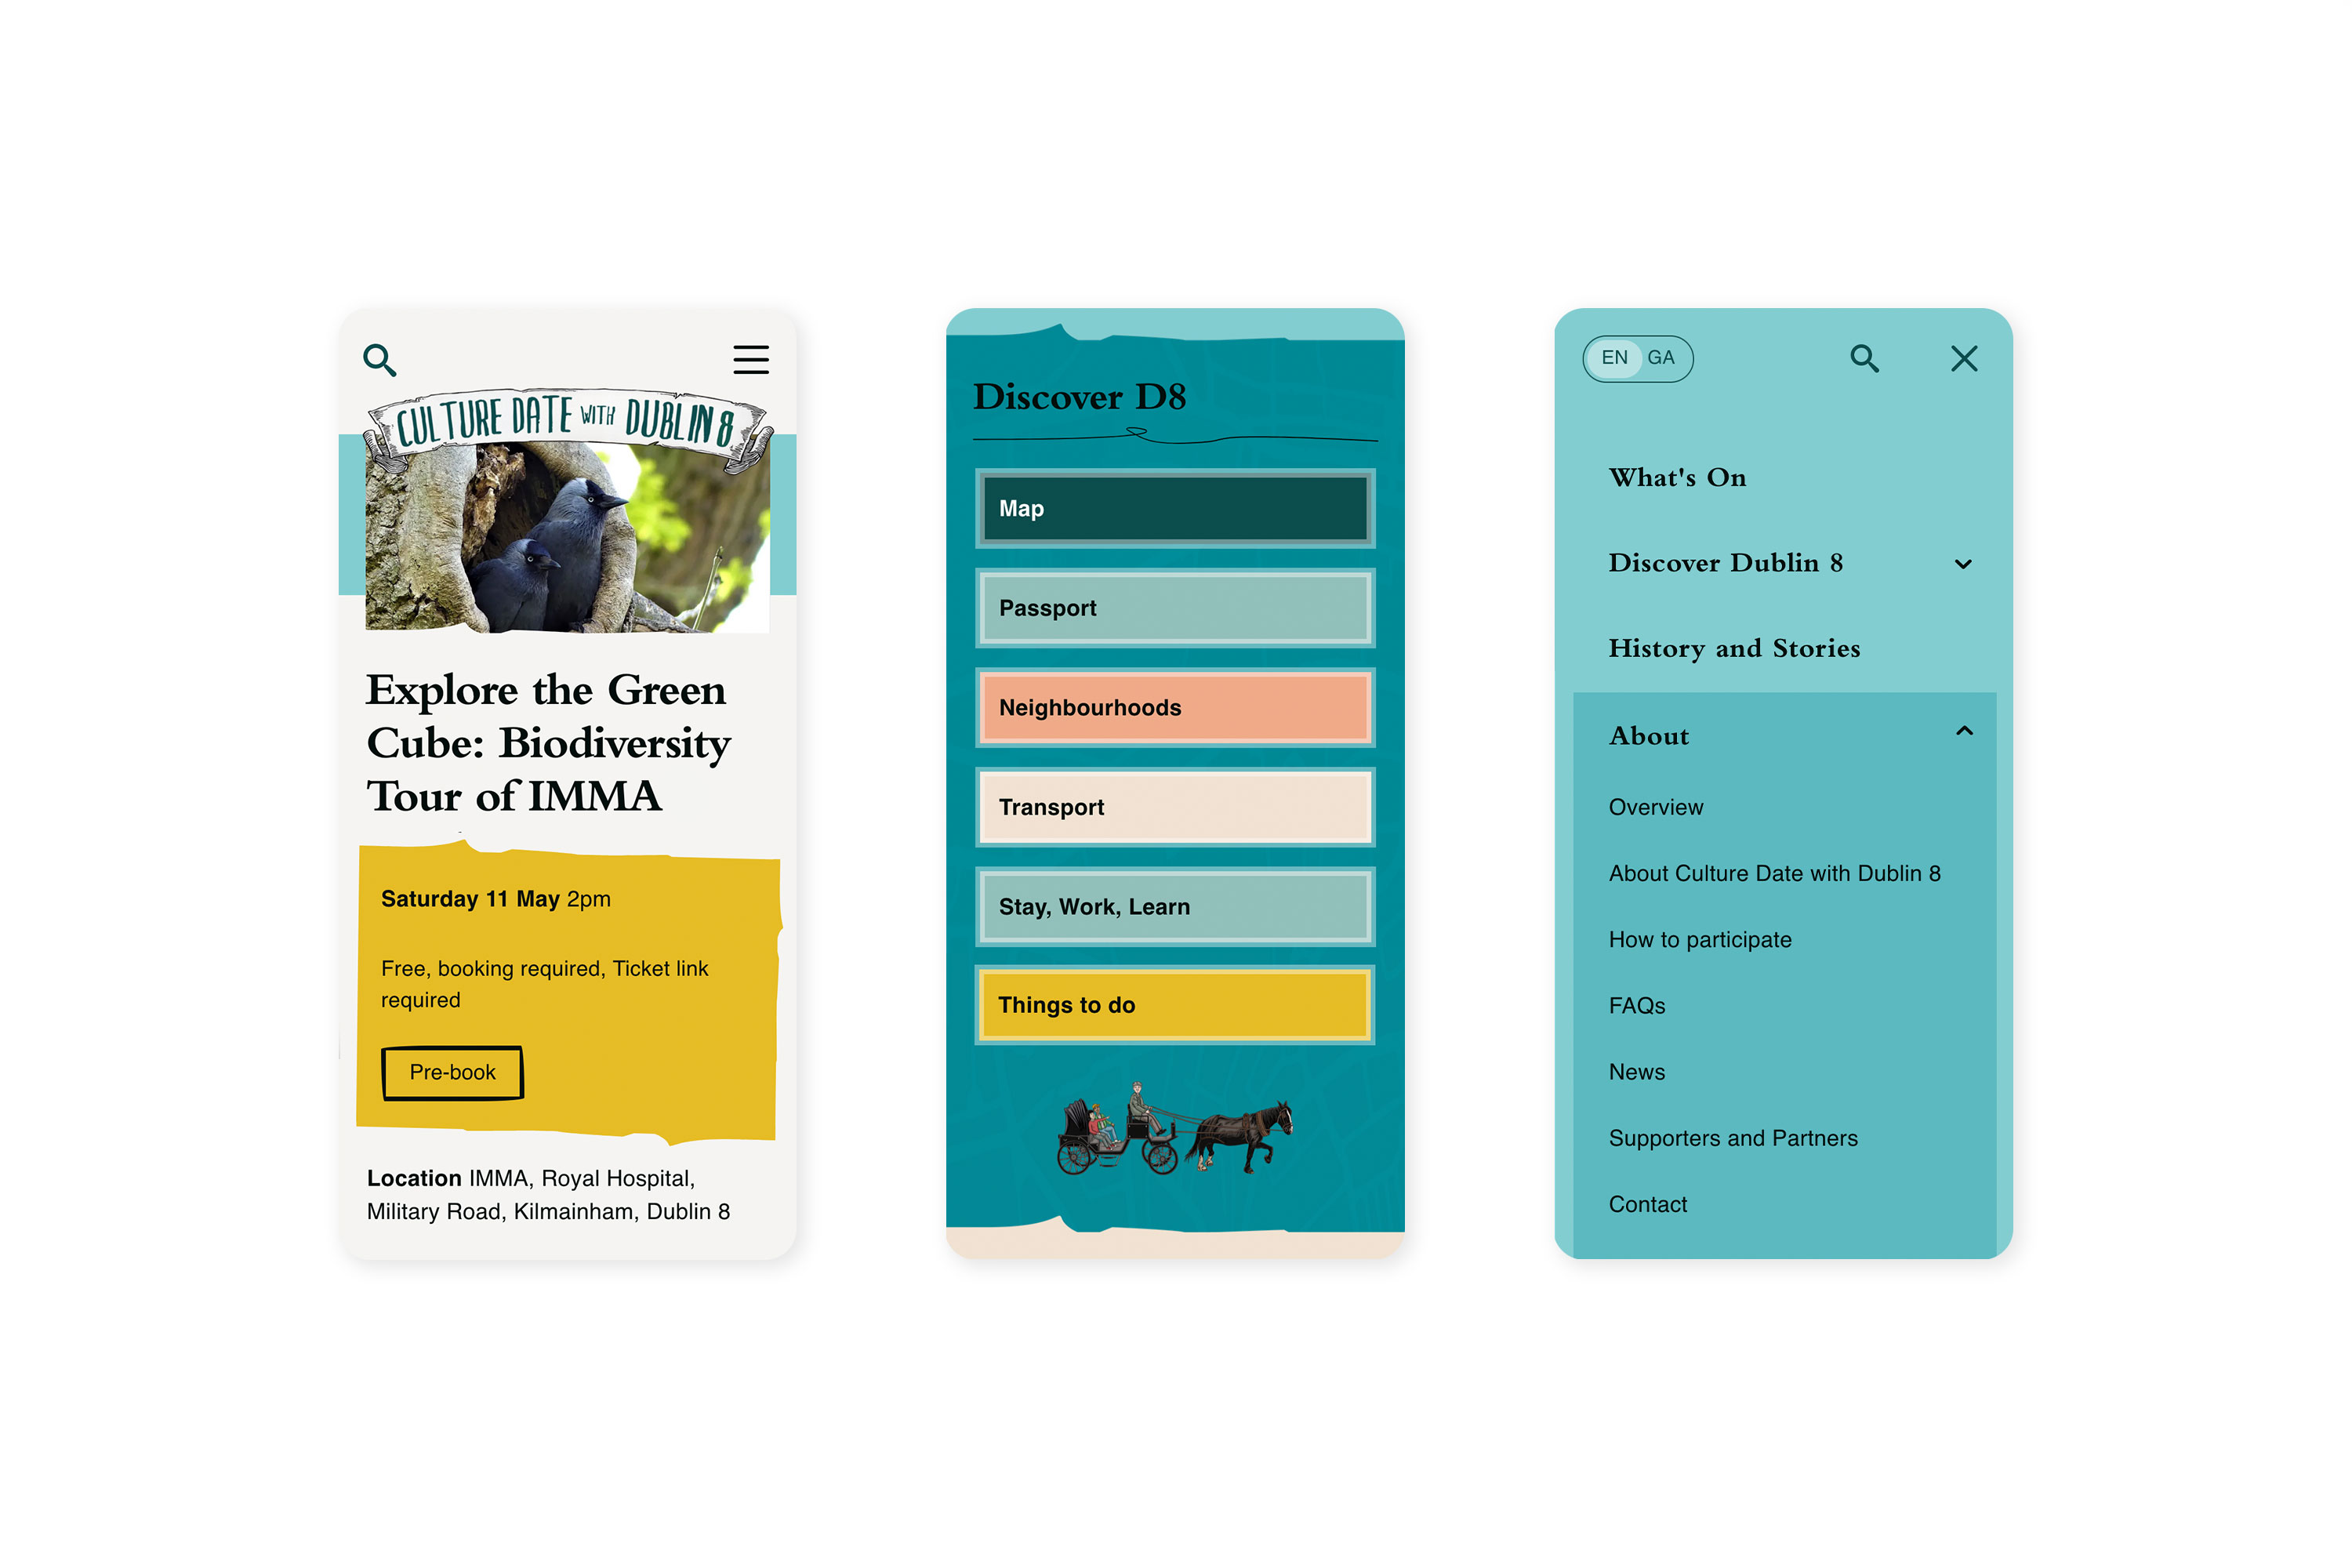 CULTURE DATE WITH DUBLIN 8
Explore the Green
Cube: Biodiversity
Tour of IMMA
Saturday 11 May 2pm
Free, booking required, Ticket link
required
Pre-book
Location IMMA, Royal Hospital,
Military Road, Kilmainham, Dublin 8
Discover D8
Map
Passport
Neighbourhoods
Transport
Stay, Work, Learn
Things to do
EN GA
What's On
Discover Dublin 8
History and Stories
About
Overview
About Culture Date with Dublin 8
How to participate
FAQs
News
Supporters and Partners
Contact